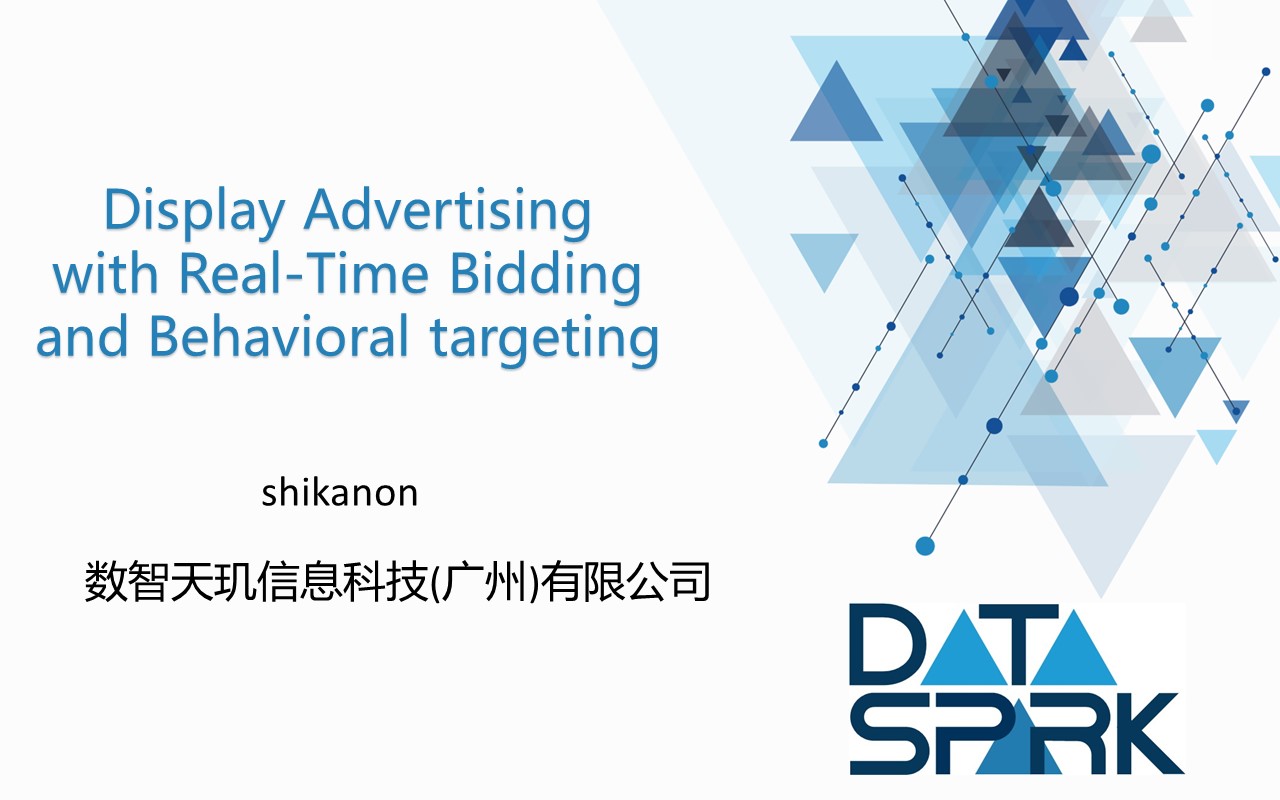 Display Advertising
with Real-Time Bidding
and Behavioral targeting
shikanon
数智天玑信息科技(广州)有限公司
DATA
SPARK